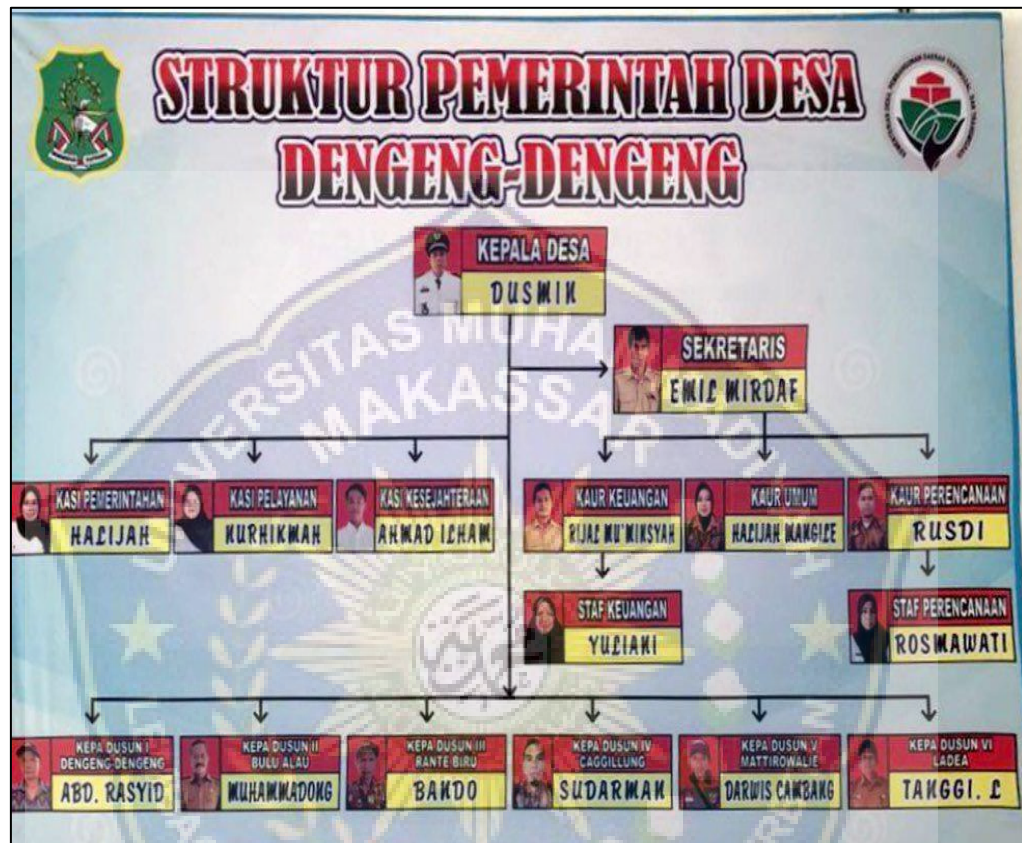 STRUKTUR PEMERINTAH DESA
DENGENG-DENGENG
KEPALA DESA
DUSMIN
SEKRETARIS
EMIL MIRDAF
KASI PEMERINTAHAN
HALIJAH
KASI PELAYANAN
NURHIKMAH
KASI KESEJAHTERAAN
AHMAD ILHAM
KAUR KEUANGAN
RIJAL MU'MINSYAH
KAUR UMUM
HALIJAH MANGILE
KAUR PERENCANAAN
RUSDI
STAF KEUANGAN
YULIANI
STAF PERENCANAAN
ROSMAWATI
KEPA DUSUN I
DENGENG-DENGENG
ABD. RASYID
KEPA DUSUN II
BULU ALAU
MUHAMMADONG
KEPA DUSUN III
RANTE BIRU
BANDO
KEPA DUSUN IV
CAGGILLUNG
SUDARMAN
KEPA DUSUN V
MATTIROWALIE
DARWIS CAMBANG
KEPA DUSUN VI
LADEA
TANGGI. L
UNIVERSITAS MUHAMMADIYAH
MAKASSAR